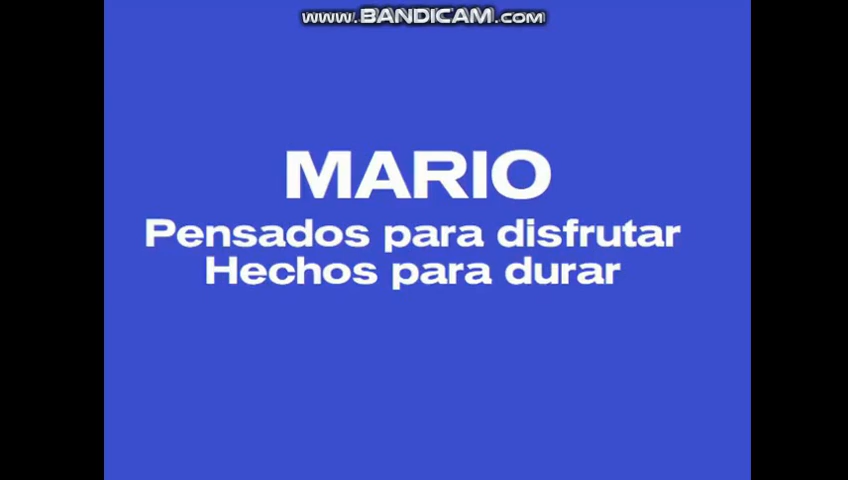 www.BANDICAM.com
MARIO
Pensados para disfrutar
Hechos para durar